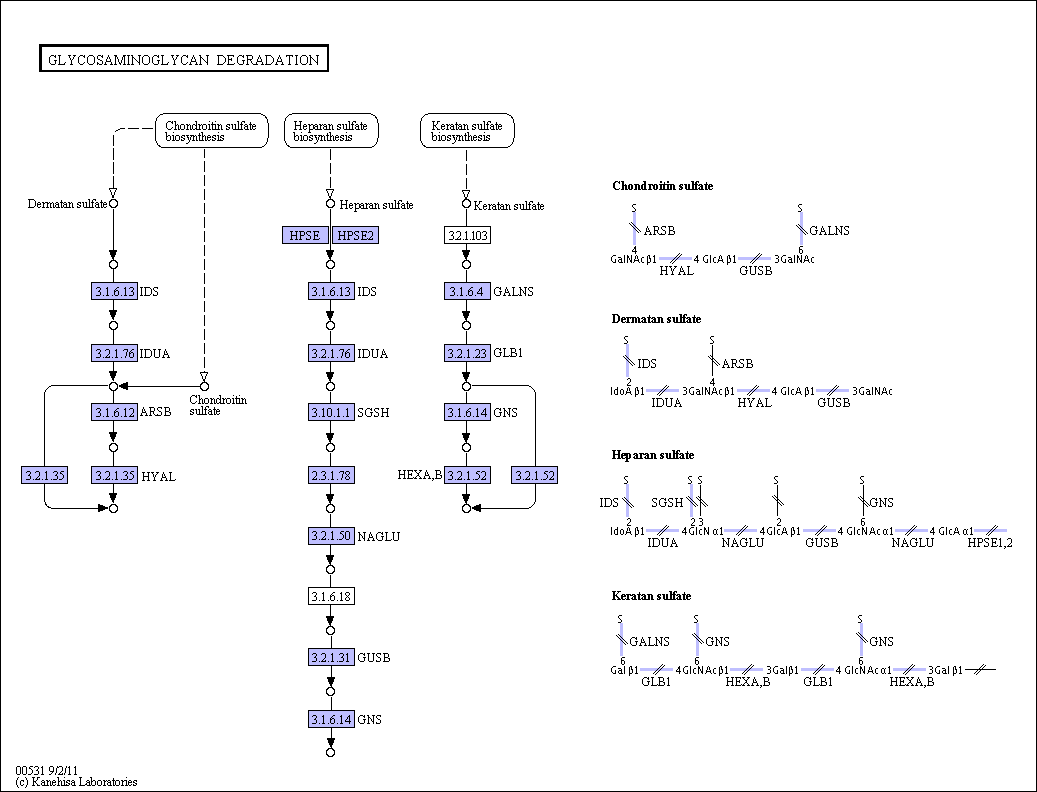 GLYCOSAMINOGLYCAN DEGRADATION
Chondroitin sulfate
biosynthesis
Heparan sulfate
biosynthesis
Keratan sulfate
biosynthesis
Dermatan sulfate
Heparan sulfate
Keratan sulfate
HPSE HPSE2 3.2.1.103
3.1.6.13 IDS 3.1.6.13 IDS 3.1.6.4 GALNS
3.2.1.76 IDUA 3.2.1.76 IDUA 3.2.1.23 GLB1
Chondroitin
sulfate
3.1.6.12 ARSB 3.10.1.1 SGSH 3.1.6.14 GNS
3.2.1.35 3.2.1.35 HYAL 2.3.1.78 HEXA,B 3.2.1.52 3.2.1.52
3.2.1.50 NAGLU
3.1.6.18
3.2.1.31 GUSB
3.1.6.14 GNS
Chondroitin sulfate
S S
ARSB GALNS
4 6
GalNAc β1 4 GlcA β1 3GalNAc
HYAL GUSB
Dermatan sulfate
S S
IDS ARSB
2 4
IdoA β1 3GalNAc β1 4 GlcA β1 3GalNAc
IDUA HYAL GUSB
Heparan sulfate
S S S S S
IDS SGSH GNS
2 2 3 2 6
IdoA β1 4GlcN α1 4GlcA β1 4 GlcNAc α1 4 GlcA α1
IDUA NAGLU GUSB NAGLU HPSE1,2
Keratan sulfate
S S S
GALNS GNS GNS
6 6 6
Gal β1 4GlcNAc β1 3Gal β1 4 GlcNAc α1 3Gal β1
GLB1 HEXA,B GLB1 HEXA,B
00531 9/2/11
(c) Kanehisa Laboratories